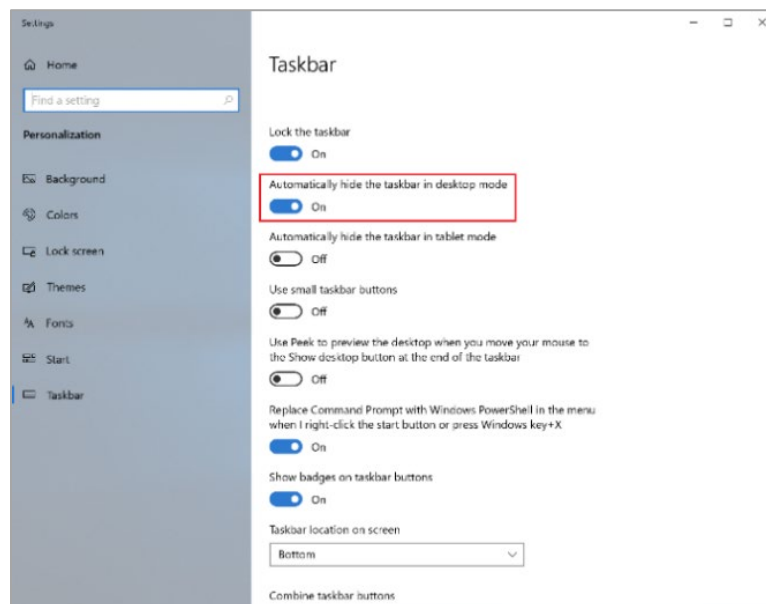 Settings
Home
Find a setting
Personalization
Background
Colors
Lock screen
Themes
Fonts
Start
Taskbar
Taskbar
Lock the taskbar
On
Automatically hide the taskbar in desktop mode
On
Automatically hide the taskbar in tablet mode
Off
Use small taskbar buttons
Off
Use Peek to preview the desktop when you move your mouse to
the Show desktop button at the end of the taskbar
Off
Replace Command Prompt with Windows PowerShell in the menu
when I right-click the start button or press Windows key+X
On
Show badges on taskbar buttons
On
Taskbar location on screen
Bottom
Combine taskbar buttons